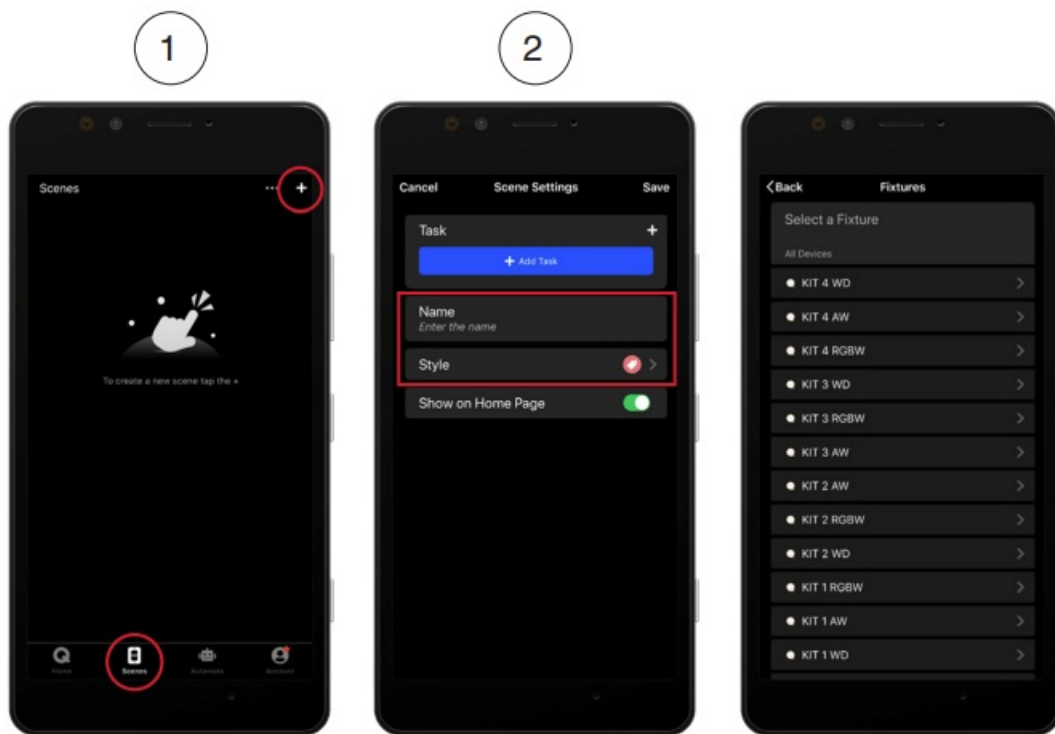 1
2
Scenes
... +
To create a new scene tap the +
Home
Scenes
Automate
Account
Cancel Scene Settings Save
Task +
+ Add Task
Name
Enter the name
Style >
Show on Home Page
<Back Fixtures
Select a Fixture
All Devices
KIT 4 WD >
KIT 4 AW >
KIT 4 RGBW >
KIT 3 WD >
KIT 3 RGBW >
KIT 3 AW >
KIT 2 AW >
KIT 2 RGBW >
KIT 2 WD >
KIT 1 RGBW >
KIT 1 AW >
KIT 1 WD >